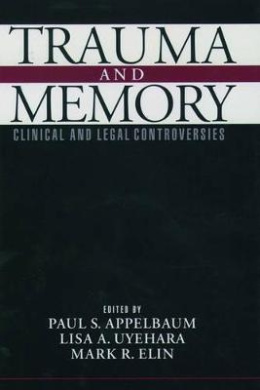 TRAUMA
AND
MEMORY
CLINICAL AND LEGAL CONTROVERSIES
EDITED BY
PAUL S. APPELBAUM
LISA A. UYEHARA
MARK R. ELIN